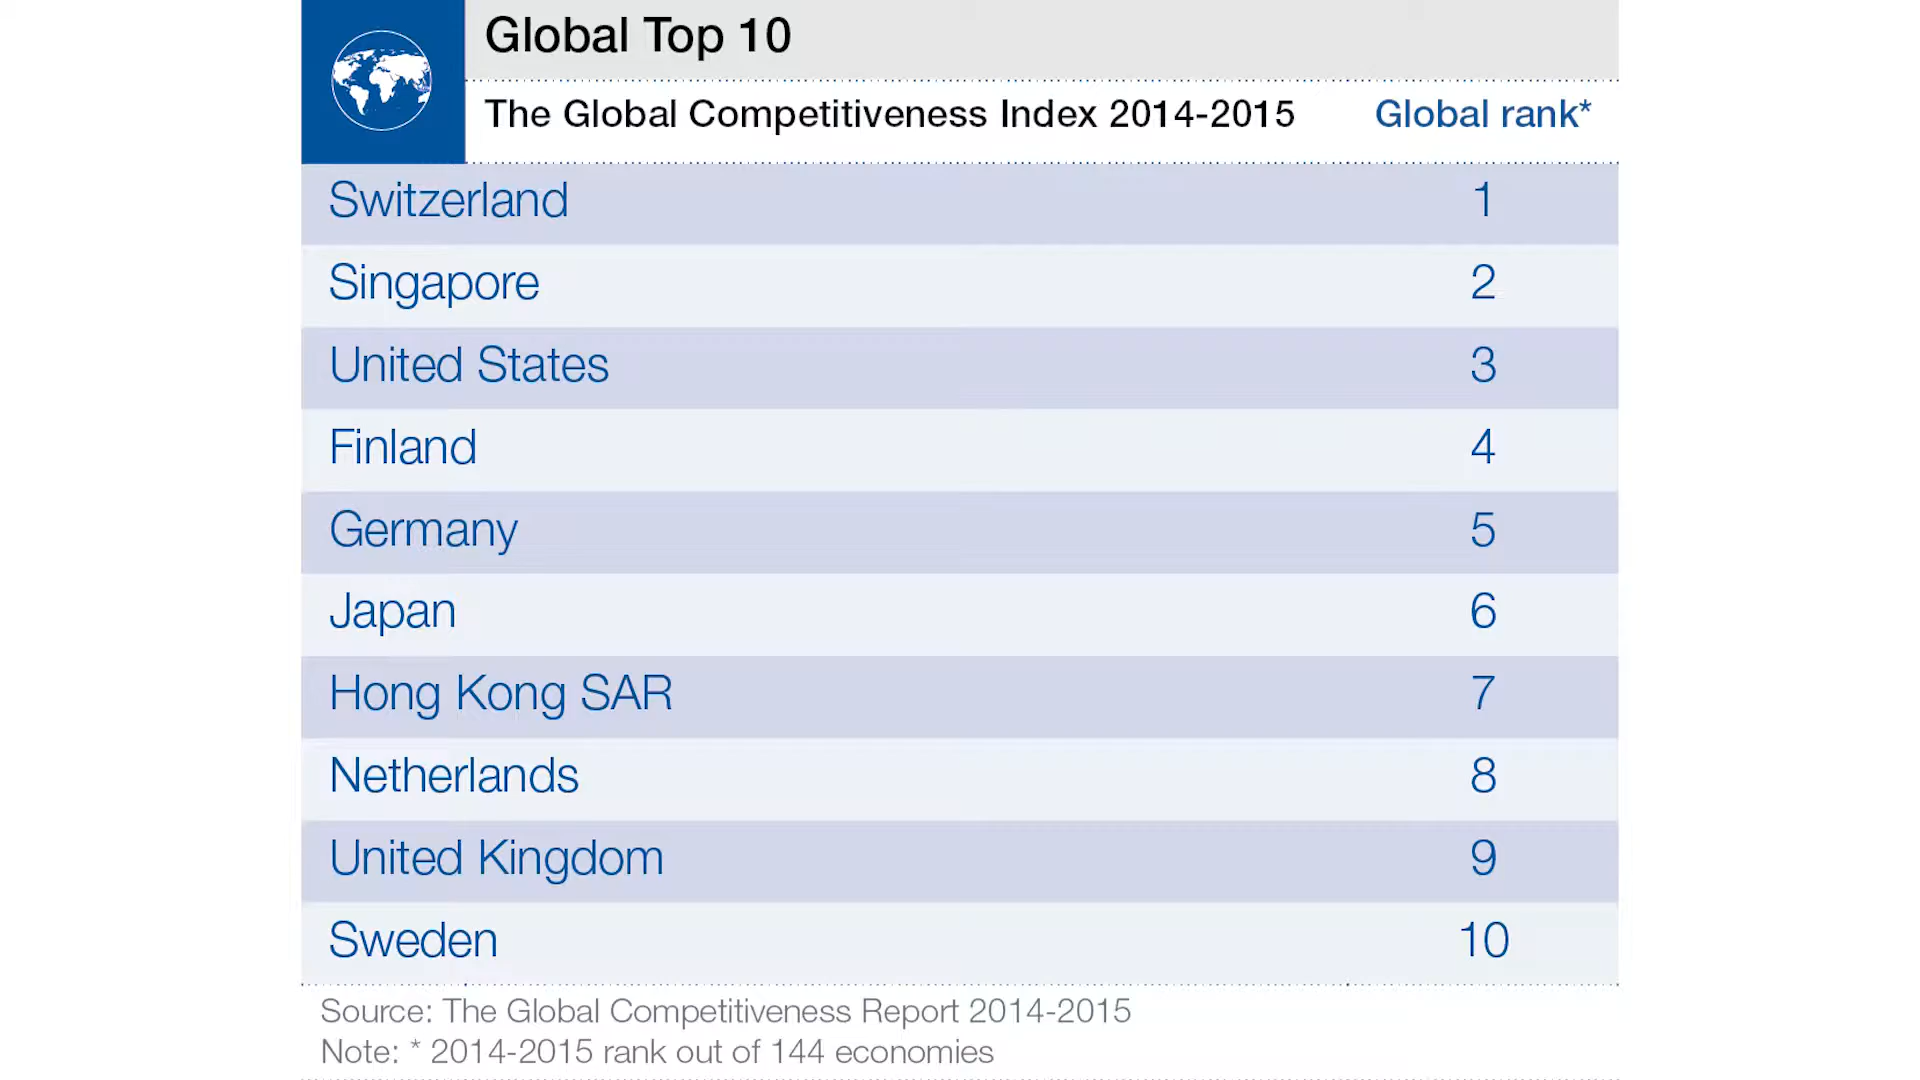 Global Top 10
The Global Competitiveness Index 2014-2015 Global rank*
Switzerland 1
Singapore 2
United States 3
Finland 4
Germany 5
Japan 6
Hong Kong SAR 7
Netherlands 8
United Kingdom 9
Sweden 10
Source: The Global Competitiveness Report 2014-2015
Note: * 2014-2015 rank out of 144 economies